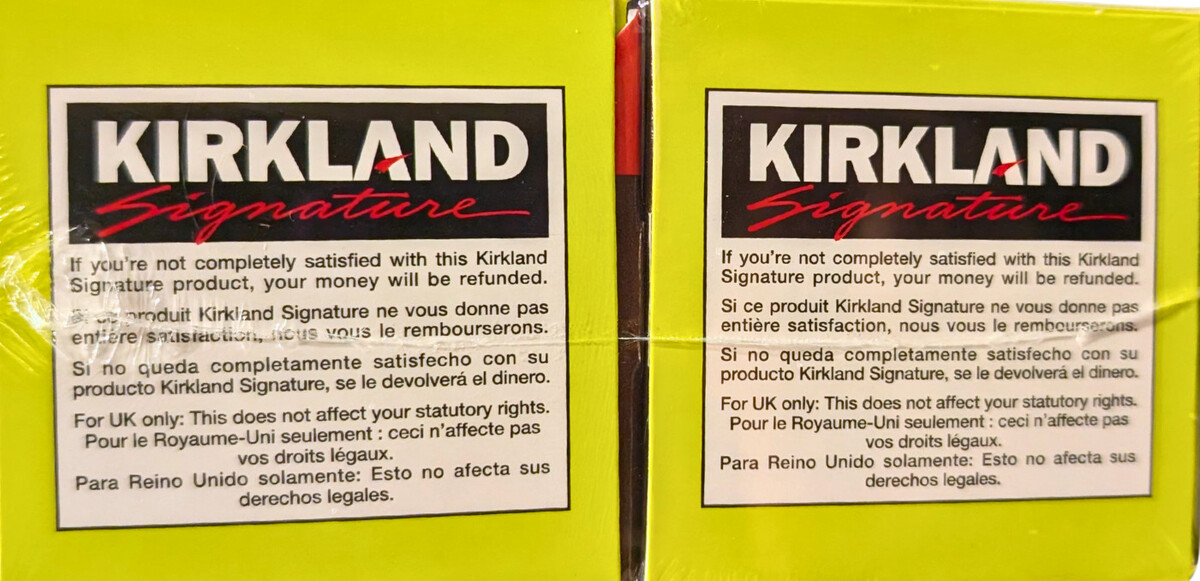 KIRKLAND
Signature
If you're not completely satisfied with this Kirkland
Signature product, your money will be refunded.
Si ce produit Kirkland Signature ne vous donne pas
entière satisfaction, nous vous le rembourserons.
Si no queda completamente satisfecho con su
producto Kirkland Signature, se le devolverá el dinero.
For UK only: This does not affect your statutory rights.
Pour le Royaume-Uni seulement : ceci n'affecte pas
vos droits légaux.
Para Reino Unido solamente: Esto no afecta sus
derechos legales.
KIRKLAND
Signature
If you're not completely satisfied with this Kirkland
Signature product, your money will be refunded.
Si ce produit Kirkland Signature ne vous donne pas
entière satisfaction, nous vous le rembourserons.
Si no queda completamente satisfecho con su
producto Kirkland Signature, se le devolverá el dinero.
For UK only: This does not affect your statutory rights.
Pour le Royaume-Uni seulement : ceci n'affecte pas
vos droits légaux.
Para Reino Unido solamente: Esto no afecta sus
derechos legales.